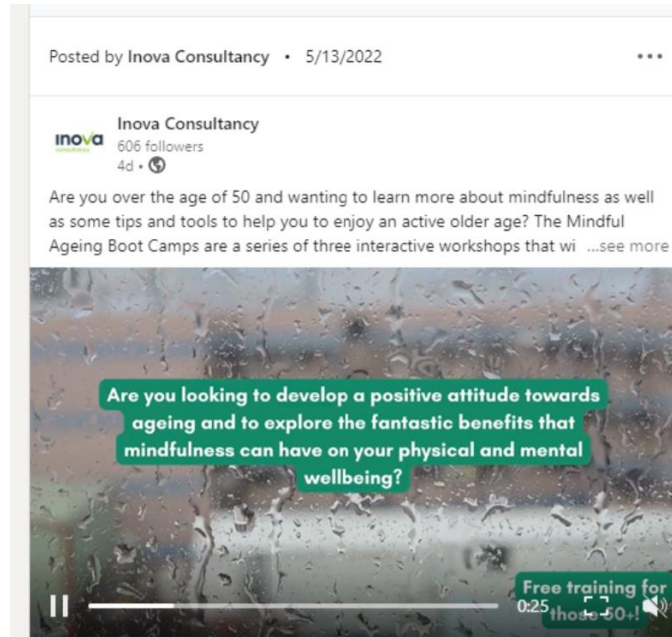 Posted by Inova Consultancy • 5/13/2022
inova
consultancy
Inova Consultancy
606 followers
4d •
Are you over the age of 50 and wanting to learn more about mindfulness as well
as some tips and tools to help you to enjoy an active older age? The Mindful
Ageing Boot Camps are a series of three interactive workshops that wi ...see more
Are you looking to develop a positive attitude towards
ageing and to explore the fantastic benefits that
mindfulness can have on your physical and mental
wellbeing?
Free training for
those 50+!
0:25